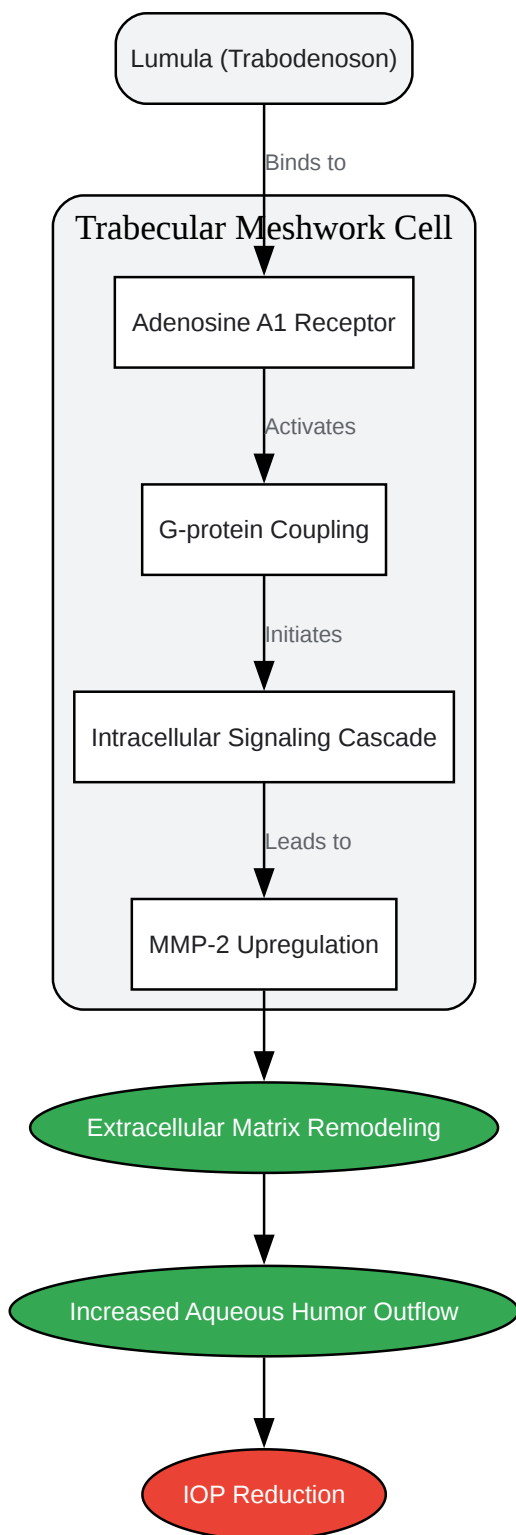 Lumula (Trabodenoson)
Binds to
Trabecular Meshwork Cell
Adenosine A1 Receptor
Activates
G-protein Coupling
Initiates
Intracellular Signaling Cascade
Leads to
MMP-2 Upregulation
Extracellular Matrix Remodeling
Increased Aqueous Humor Outflow
IOP Reduction